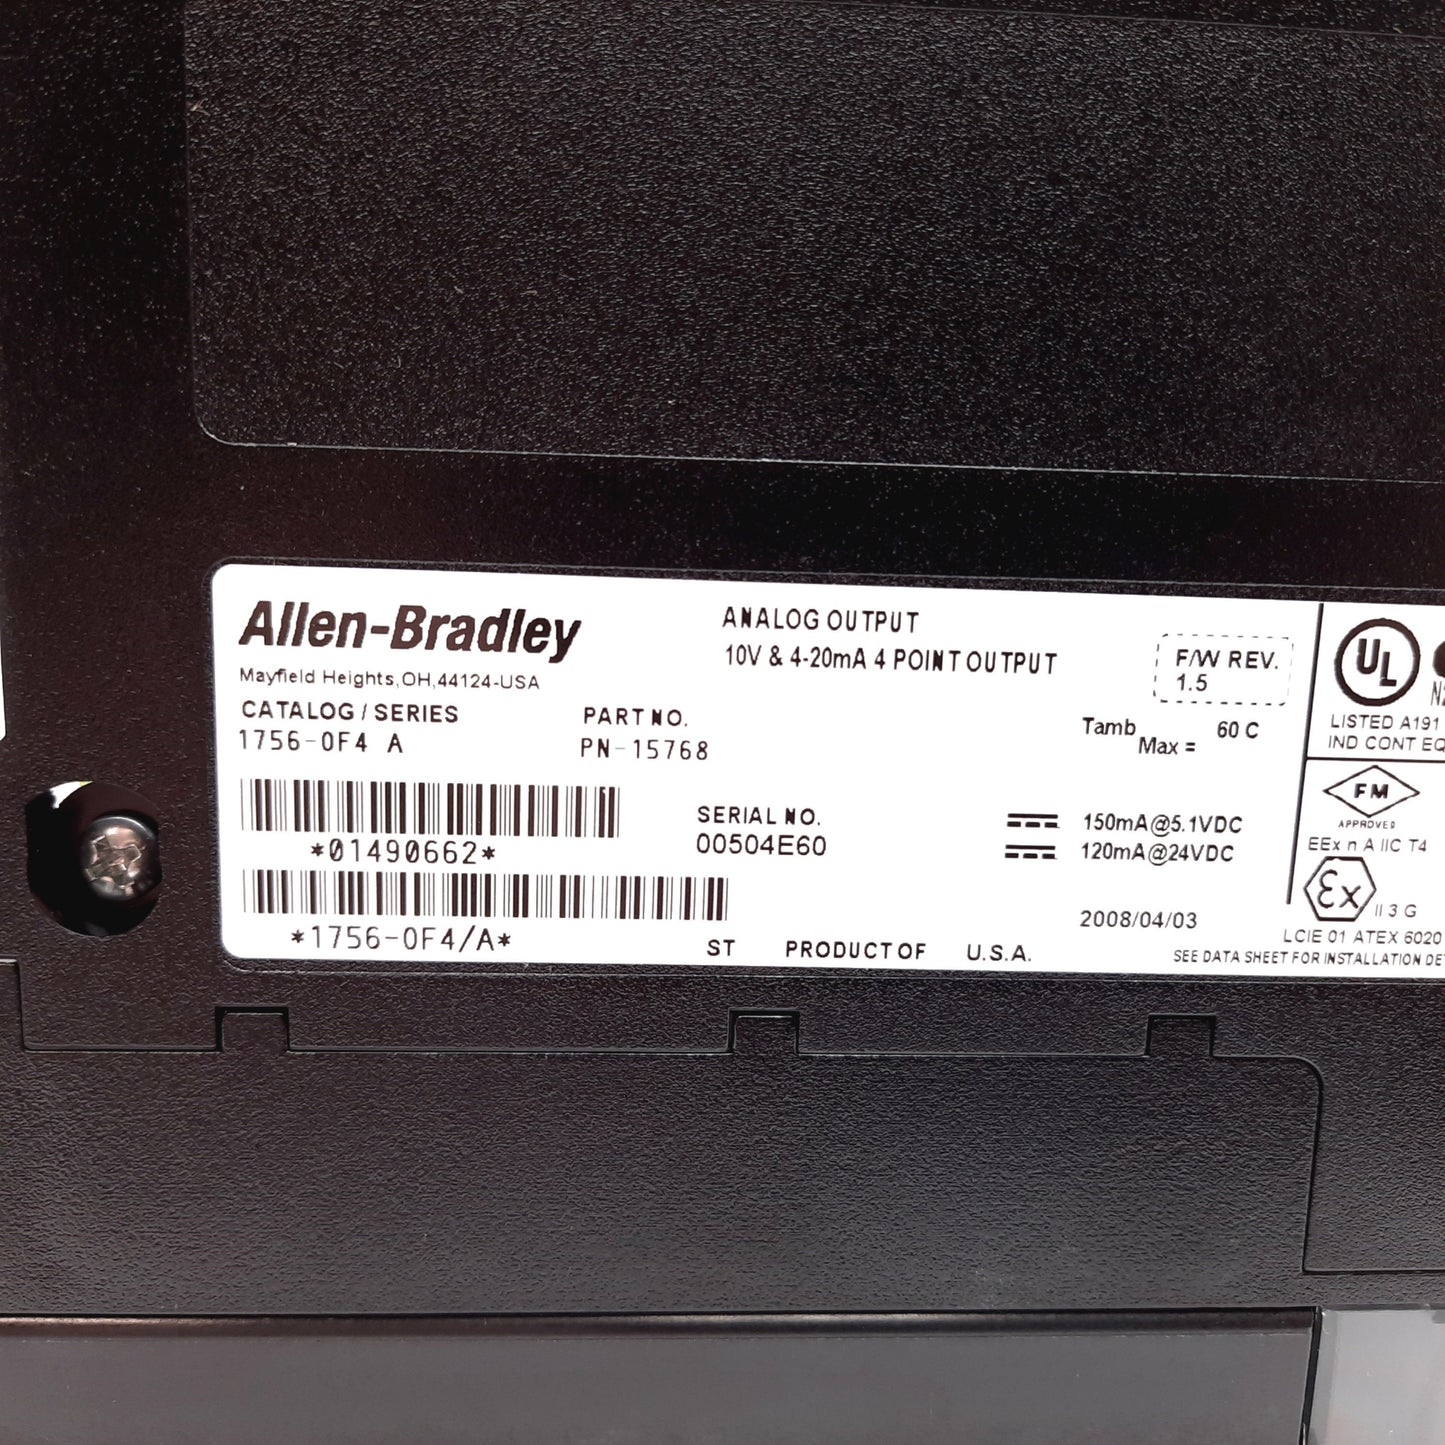 Allen-Bradley
Mayfield Heights, OH, 44124-USA
CATALOG / SERIES
1756-OF4 A
PART NO.
PN-15768
*01490662*
*1756-OF4/A*
ANALOG OUTPUT
10V & 4-20mA 4 POINT OUTPUT
F/W REV.
1.5
Tamb Max = 60 C
SERIAL NO.
00504E60
150mA@5.1VDC
120mA@24VDC
2008/04/03
ST PRODUCT OF U.S.A.
UL
LISTED A191
IND CONT EQ
FM
APPROVED
EEx n A IIC T4
Ex II 3 G
LCIE 01 ATEX 6020
SEE DATA SHEET FOR INSTALLATION